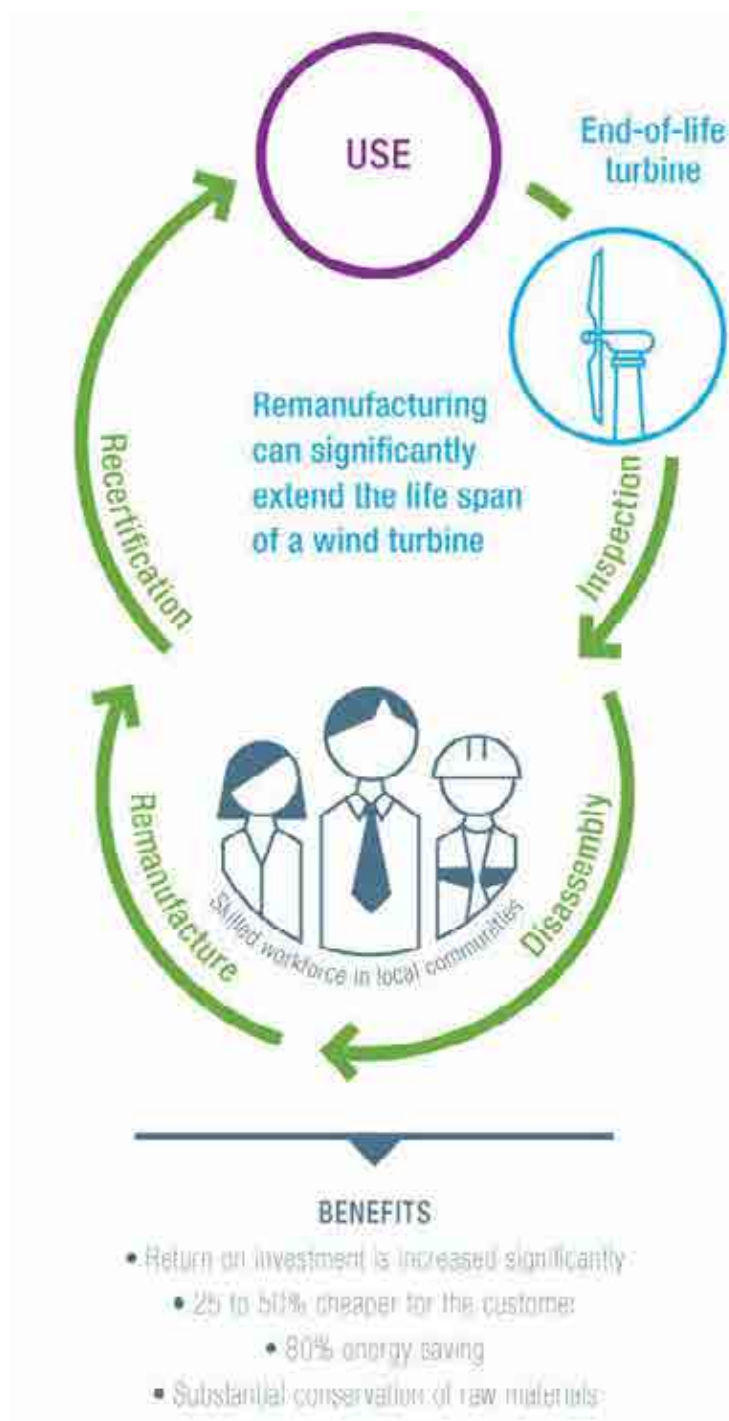 USE
End-of-life
turbine
Remanufacturing
can significantly
extend the life span
of a wind turbine
Inspection
Disassembly
Remanufacture
Recertification
Skilled workforce in local communities
BENEFITS
• Return on investment is increased significantly
• 25 to 50% cheaper for the customer
• 80% energy saving
• Substantial conservation of raw materials